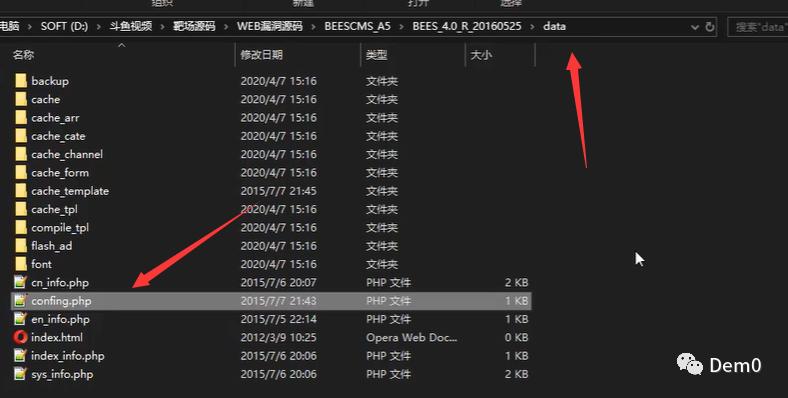 组织 新建 打开 选择
电脑 › SOFT (D:) › 斗鱼视频 › 靶场源码 › WEB漏洞源码 › BEESCMS_A5 › BEES_4.0_R_20160525 › data 搜索"data"
名称 修改日期 类型 大小
backup 2020/4/7 15:16 文件夹
cache 2020/4/7 15:16 文件夹
cache_arr 2020/4/7 15:16 文件夹
cache_cate 2020/4/7 15:16 文件夹
cache_channel 2020/4/7 15:16 文件夹
cache_form 2020/4/7 15:16 文件夹
cache_template 2015/7/7 21:45 文件夹
cache_tpl 2020/4/7 15:16 文件夹
compile_tpl 2020/4/7 15:16 文件夹
flash_ad 2020/4/7 15:16 文件夹
font 2020/4/7 15:16 文件夹
cn_info.php 2015/7/6 20:07 PHP 文件 2 KB
confing.php 2015/7/7 21:43 PHP 文件 1 KB
en_info.php 2015/7/5 22:14 PHP 文件 1 KB
index.html 2012/3/9 10:25 Opera Web Doc... 0 KB
index_info.php 2015/7/6 20:06 PHP 文件 1 KB
sys_info.php 2015/7/6 20:06 PHP 文件 2 KB
Dem0